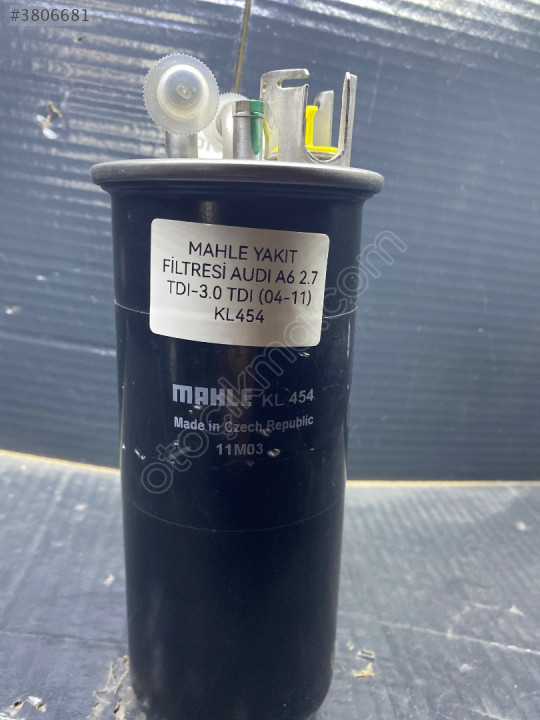 #3806681
MAHLE YAKIT
FİLTRESİ AUDI A6 2.7
TDI-3.0 TDI (04-11)
KL454
MAHLE KL 454
Made in Czech Republic
11M03
otocikma.com